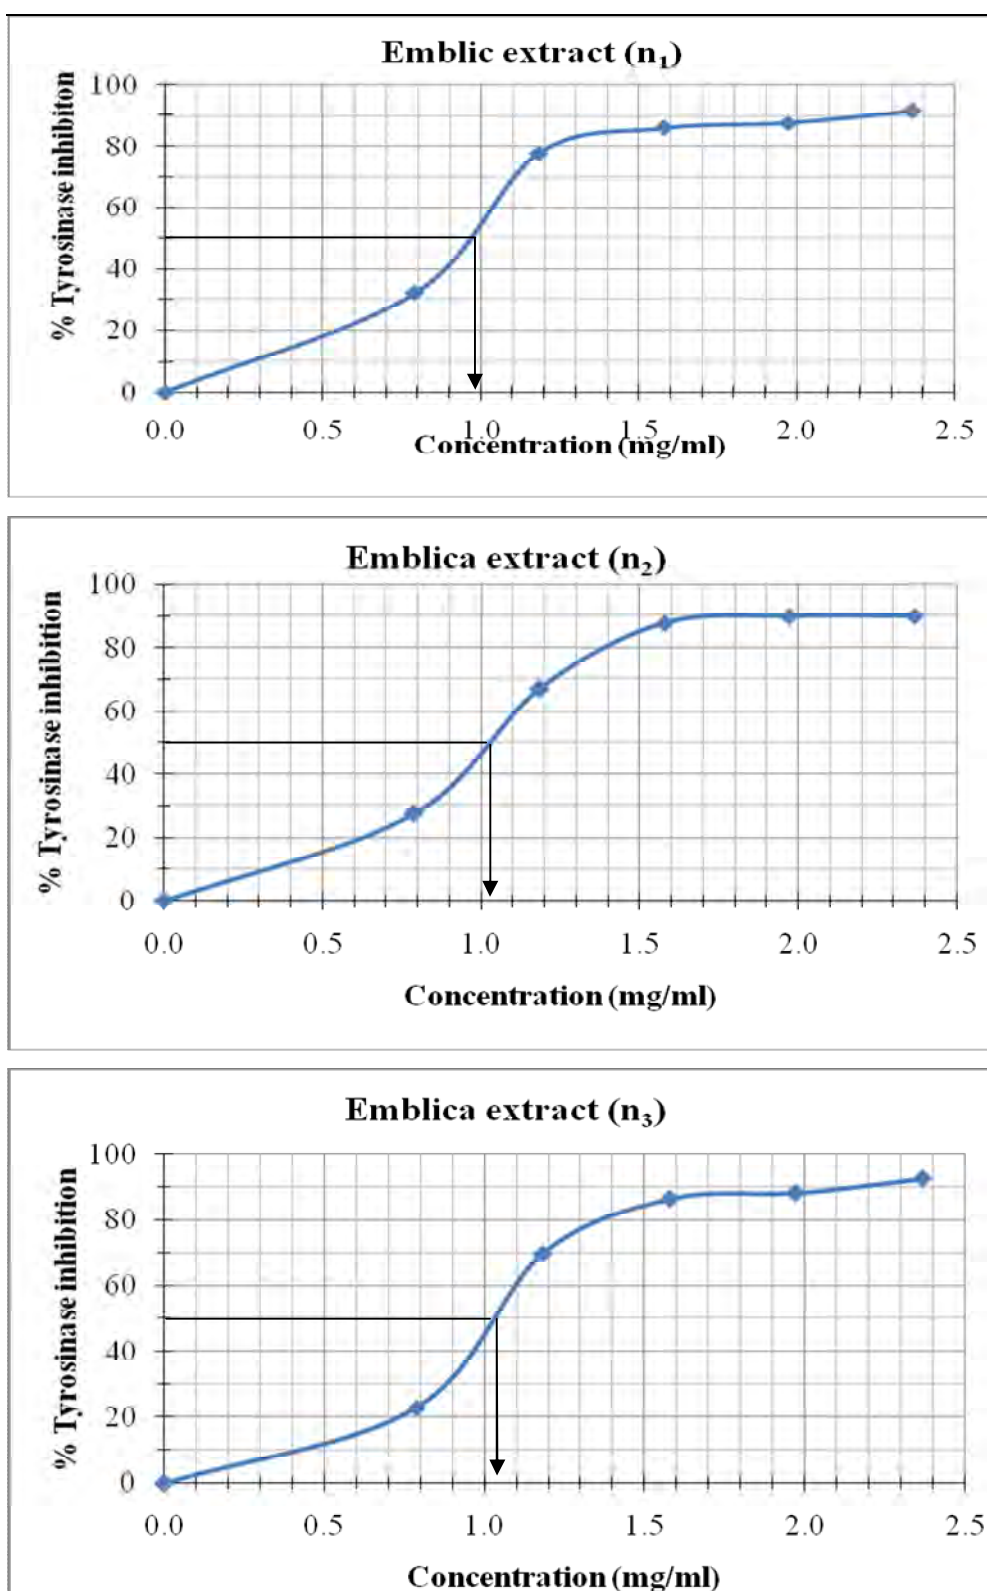 Emblic extract (n₁)
% Tyrosinase inhibiton
100
80
60
40
20
0
0.0 0.5 1.0 1.5 2.0 2.5
Concentration (mg/ml)
Emblica extract (n₂)
% Tyrosinase inhibition
100
80
60
40
20
0
0.0 0.5 1.0 1.5 2.0 2.5
Concentration (mg/ml)
Emblica extract (n₃)
% Tyrosinase inhibition
100
80
60
40
20
0
0.0 0.5 1.0 1.5 2.0 2.5
Concentration (mg/ml)